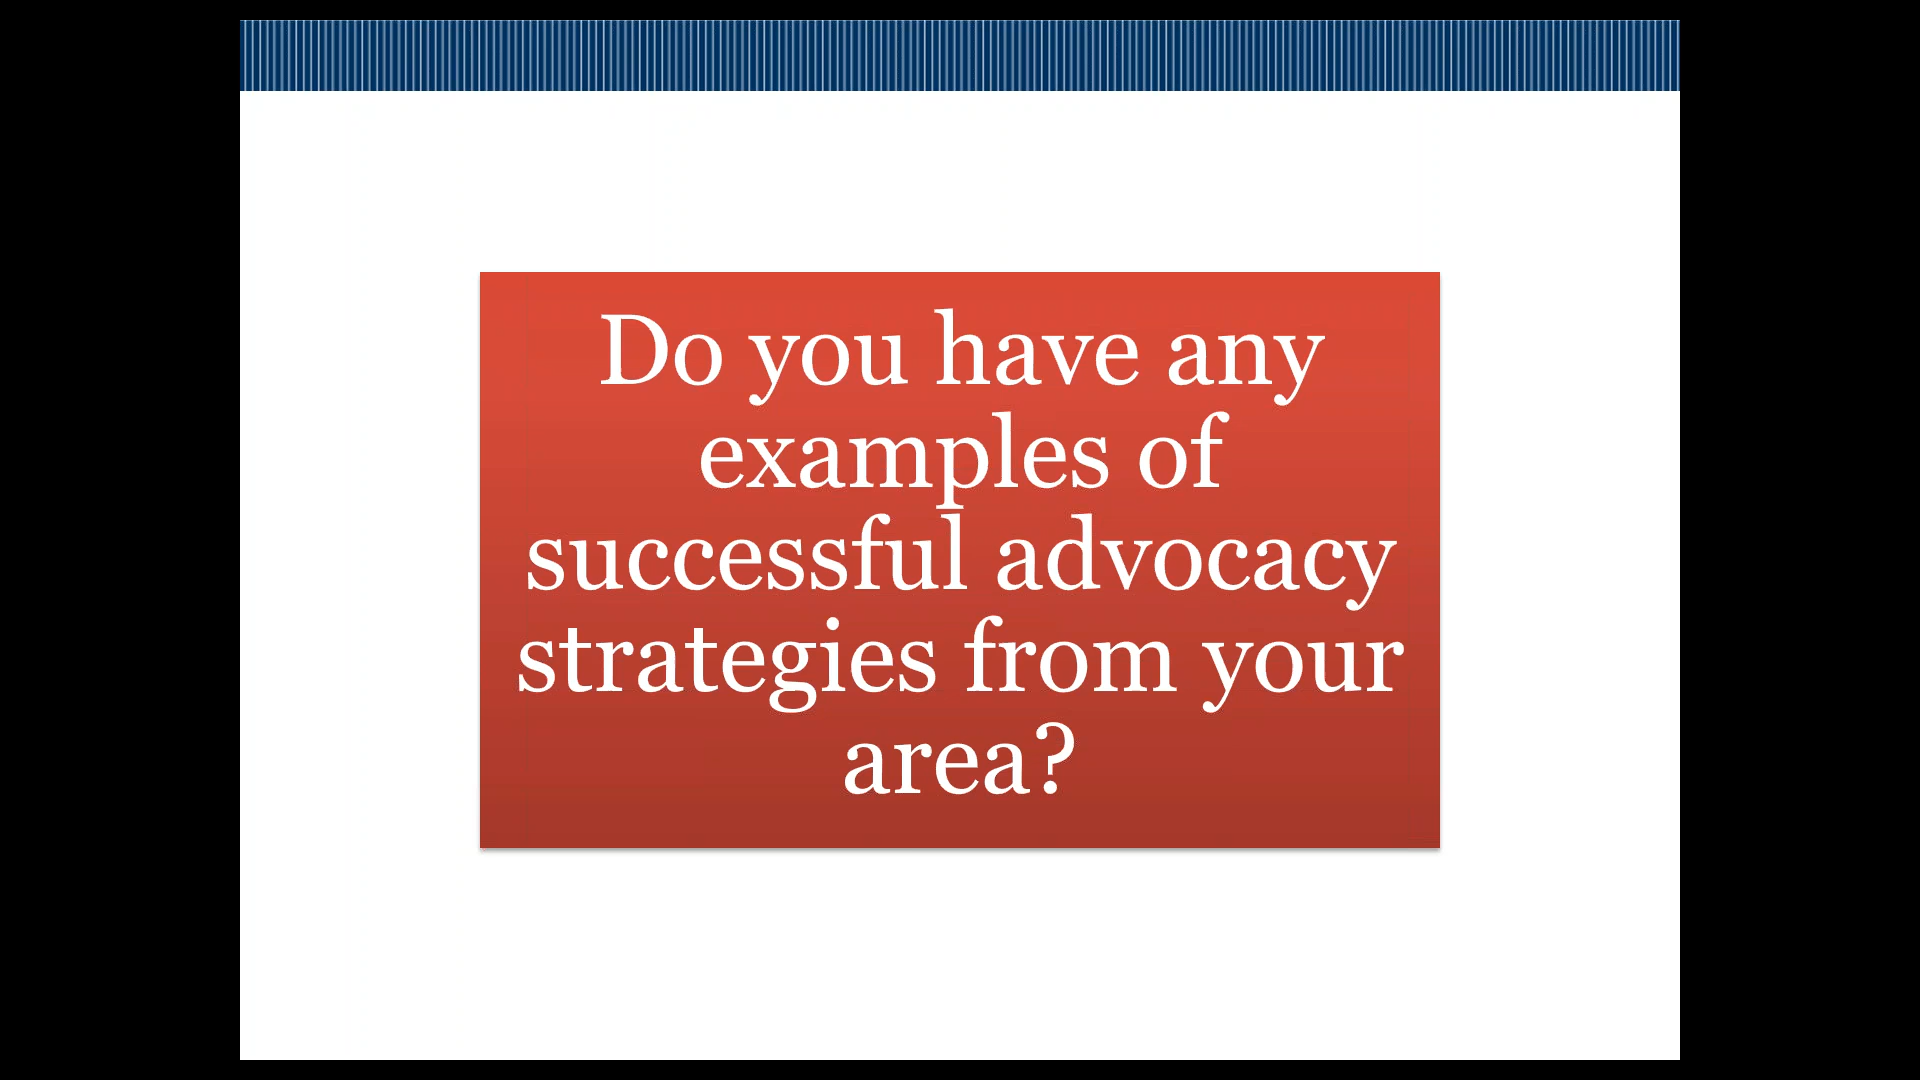 Do you have any
examples of
successful advocacy
strategies from your
area?